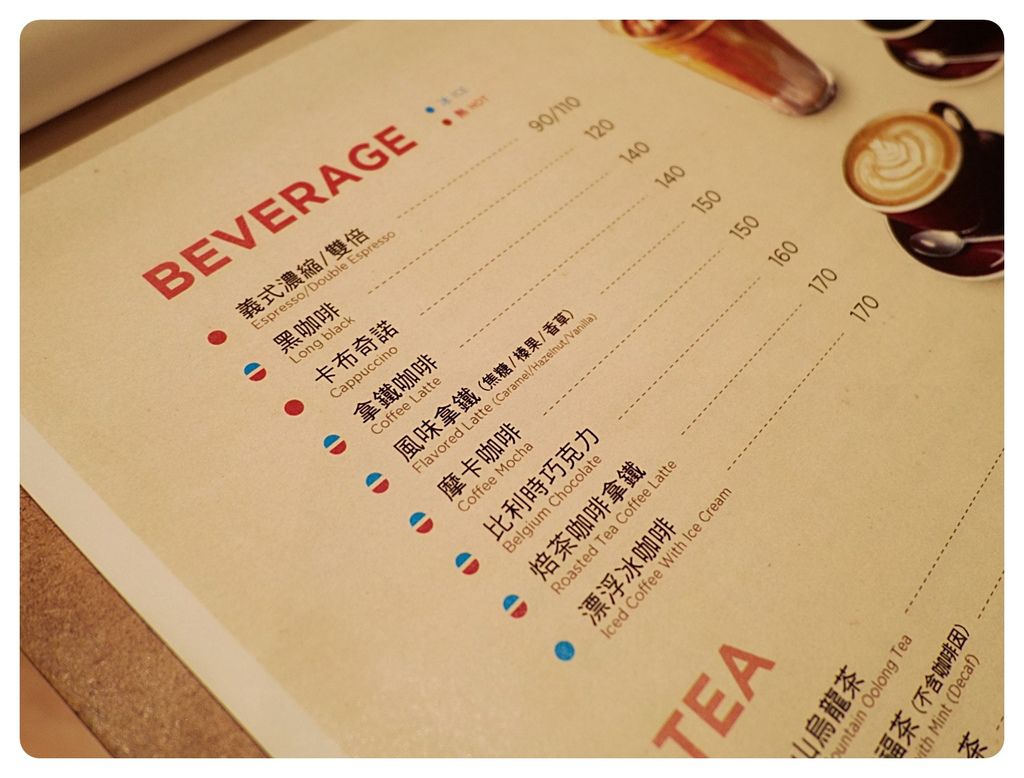 BEVERAGE
冰 ICE
熱 HOT
義式濃縮/雙倍 90/110
Espresso/Double Espresso
黑咖啡 120
Long black
卡布奇諾 140
Cappuccino
拿鐵咖啡 140
Coffee Latte
風味拿鐵 (焦糖/榛果/香草) 150
Flavored Latte (Caramel/Hazelnut/Vanilla)
摩卡咖啡 150
Coffee Mocha
比利時巧克力 160
Belgium Chocolate
焙茶咖啡拿鐵 170
Roasted Tea Coffee Latte
漂浮冰咖啡 170
Iced Coffee With Ice Cream
TEA
山烏龍茶
Oolong Tea
福茶 (不含咖啡因)
with Mint (Decaf)
茶